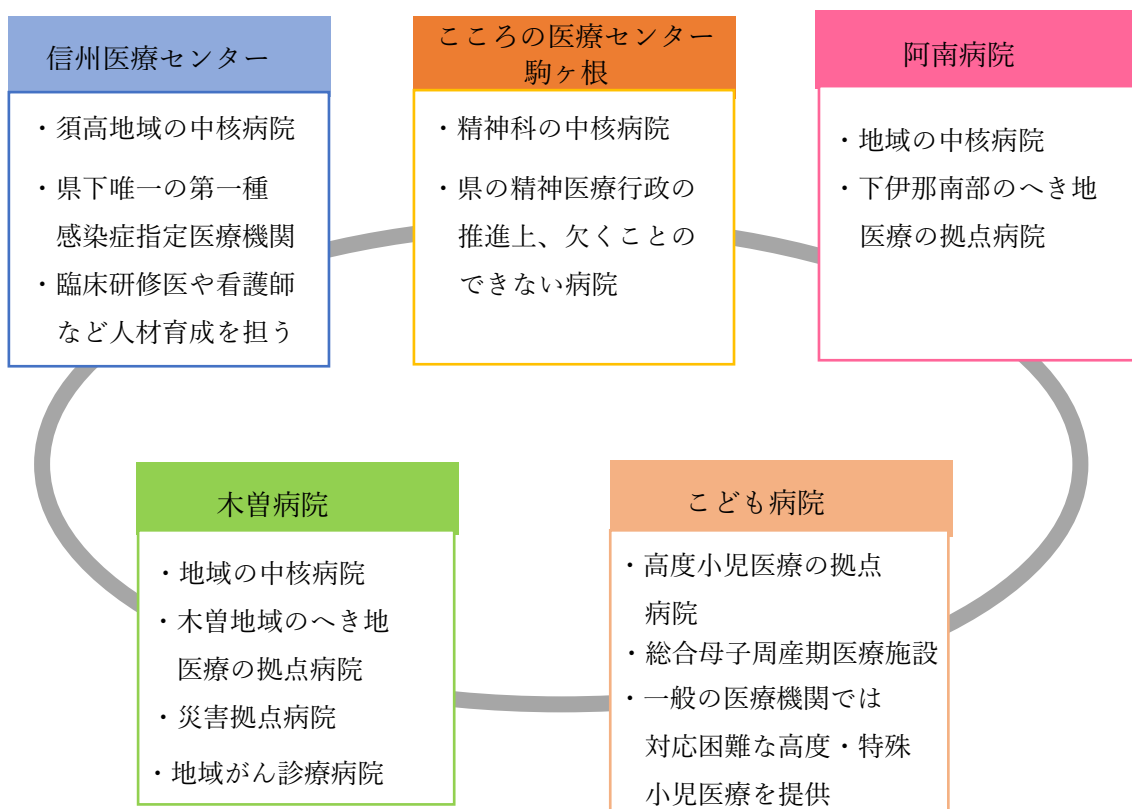 信州医療センター
・須高地域の中核病院
・県下唯一の第一種
感染症指定医療機関
・臨床研修医や看護師
など人材育成を担う
こころの医療センター
駒ヶ根
・精神科の中核病院
・県の精神医療行政の
推進上、欠くことの
できない病院
阿南病院
・地域の中核病院
・下伊那南部のへき地
医療の拠点病院
木曽病院
・地域の中核病院
・木曽地域のへき地
医療の拠点病院
・災害拠点病院
・地域がん診療病院
こども病院
・高度小児医療の拠点
病院
・総合母子周産期医療施設
・一般の医療機関では
対応困難な高度・特殊
小児医療を提供